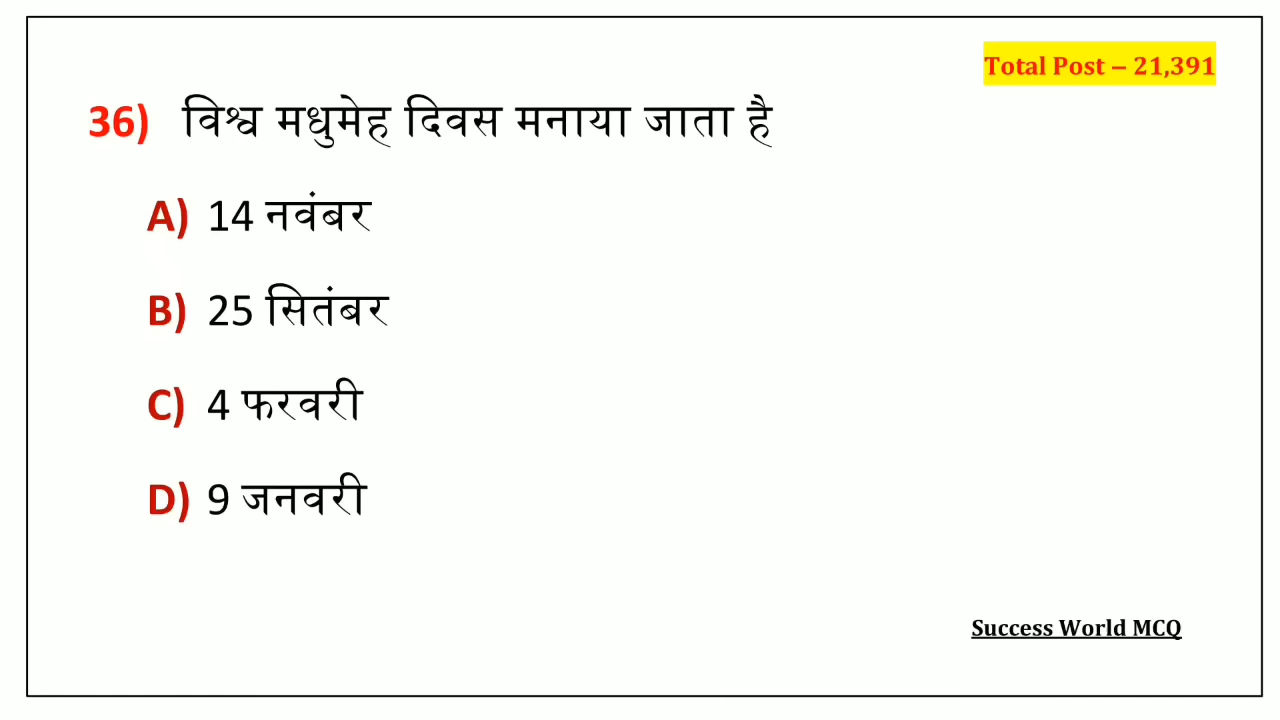 Total Post – 21,391
36) विश्व मधुमेह दिवस मनाया जाता है
A) 14 नवंबर
B) 25 सितंबर
C) 4 फरवरी
D) 9 जनवरी
Success World MCQ